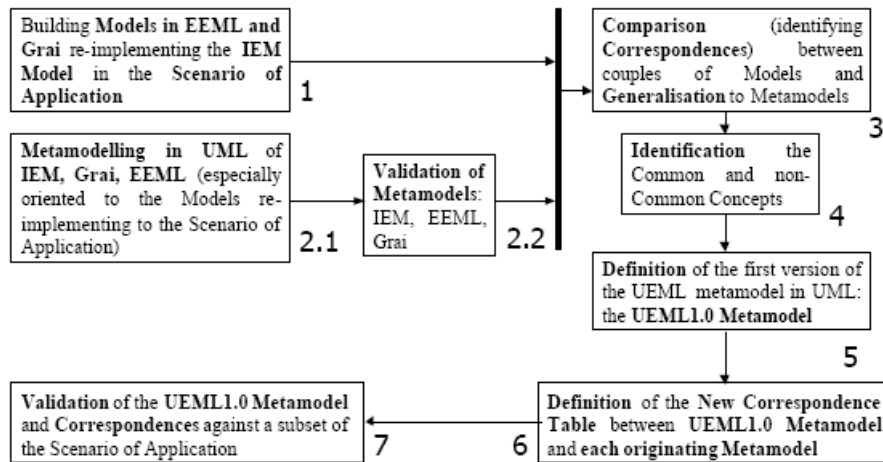 Building Models in EEML and
Grai re-implementing the IEM
Model in the Scenario of
Application
1
Metamodelling in UML of
IEM, Grai, EEML (especially
oriented to the Models re-
implementing to the Scenario of
Application)
2.1
Validation of
Metamodels:
IEM, EEML,
Grai
2.2
Comparison (identifying
Correspondences) between
couples of Models and
Generalisation to Metamodels
3
Identification the
Common and non-
Common Concepts
4
Definition of the first version of
the UEML metamodel in UML:
the UEML1.0 Metamodel
5
Definition of the New Correspondence
Table between UEML1.0 Metamodel
and each originating Metamodel
6
Validation of the UEML1.0 Metamodel
and Correspondences against a subset of
the Scenario of Application
7